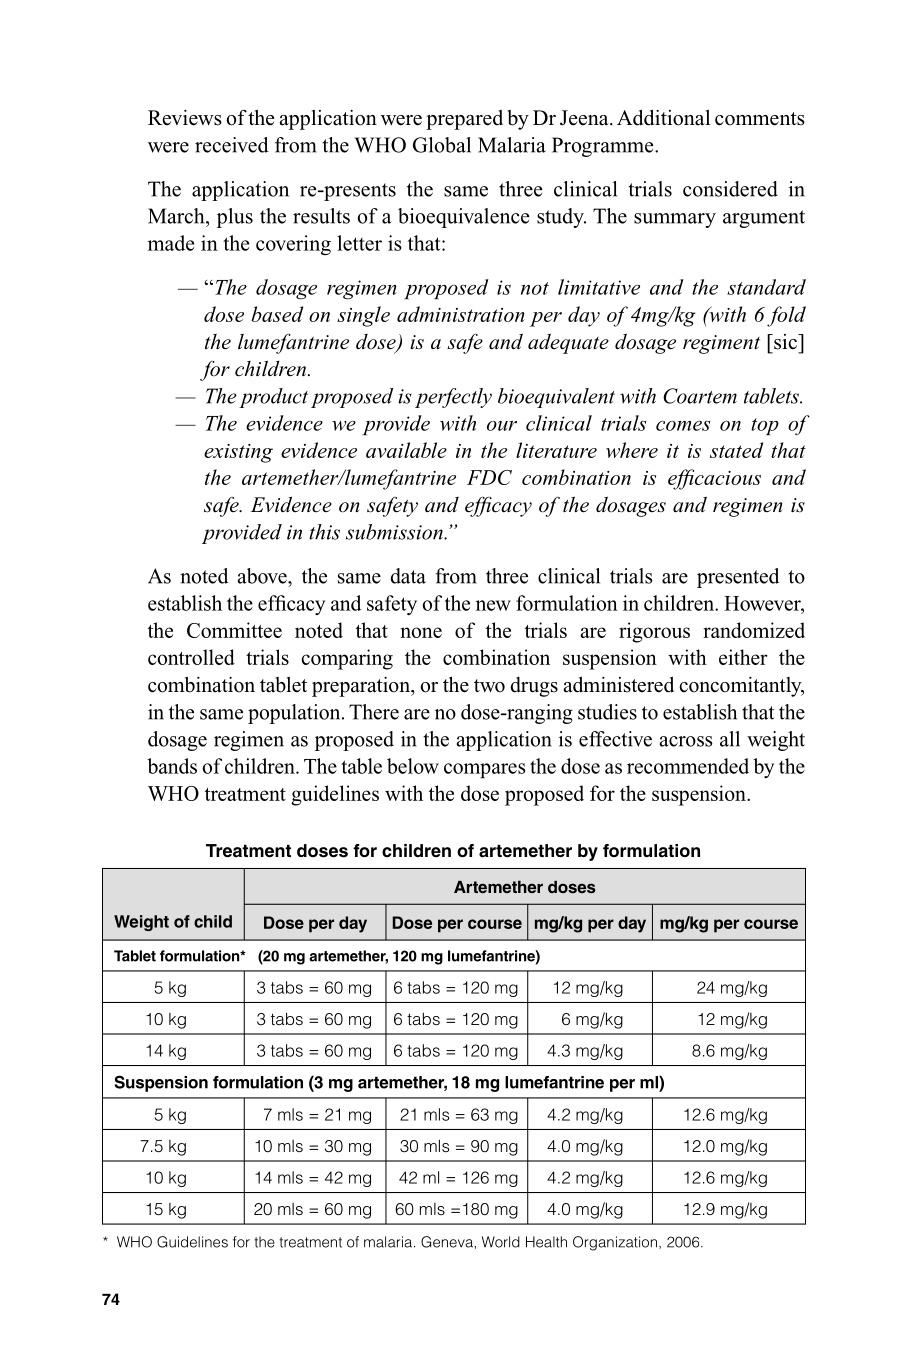 Reviews of the application were prepared by Dr Jeena. Additional comments
were received from the WHO Global Malaria Programme.
The application re-presents the same three clinical trials considered in
March, plus the results of a bioequivalence study. The summary argument
made in the covering letter is that:
— “The dosage regimen proposed is not limitative and the standard
dose based on single administration per day of 4mg/kg (with 6 fold
the lumefantrine dose) is a safe and adequate dosage regiment [sic]
for children.
— The product proposed is perfectly bioequivalent with Coartem tablets.
— The evidence we provide with our clinical trials comes on top of
existing evidence available in the literature where it is stated that
the artemether/lumefantrine FDC combination is efficacious and
safe. Evidence on safety and efficacy of the dosages and regimen is
provided in this submission.”
As noted above, the same data from three clinical trials are presented to
establish the efficacy and safety of the new formulation in children. However,
the Committee noted that none of the trials are rigorous randomized
controlled trials comparing the combination suspension with either the
combination tablet preparation, or the two drugs administered concomitantly,
in the same population. There are no dose-ranging studies to establish that the
dosage regimen as proposed in the application is effective across all weight
bands of children. The table below compares the dose as recommended by the
WHO treatment guidelines with the dose proposed for the suspension.
Treatment doses for children of artemether by formulation
Artemether doses
Weight of child Dose per day Dose per course mg/kg per day mg/kg per course
Tablet formulation* (20 mg artemether, 120 mg lumefantrine)
5 kg 3 tabs = 60 mg 6 tabs = 120 mg 12 mg/kg 24 mg/kg
10 kg 3 tabs = 60 mg 6 tabs = 120 mg 6 mg/kg 12 mg/kg
14 kg 3 tabs = 60 mg 6 tabs = 120 mg 4.3 mg/kg 8.6 mg/kg
Suspension formulation (3 mg artemether, 18 mg lumefantrine per ml)
5 kg 7 mls = 21 mg 21 mls = 63 mg 4.2 mg/kg 12.6 mg/kg
7.5 kg 10 mls = 30 mg 30 mls = 90 mg 4.0 mg/kg 12.0 mg/kg
10 kg 14 mls = 42 mg 42 ml = 126 mg 4.2 mg/kg 12.6 mg/kg
15 kg 20 mls = 60 mg 60 mls =180 mg 4.0 mg/kg 12.9 mg/kg
* WHO Guidelines for the treatment of malaria. Geneva, World Health Organization, 2006.
74